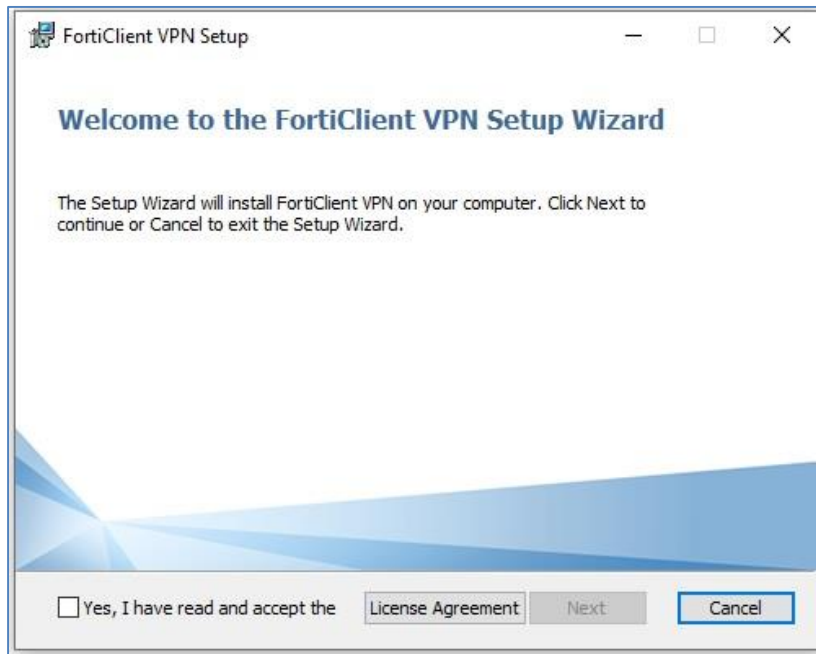 FortiClient VPN Setup
Welcome to the FortiClient VPN Setup Wizard
The Setup Wizard will install FortiClient VPN on your computer. Click Next to
continue or Cancel to exit the Setup Wizard.
Yes, I have read and accept the License Agreement Next Cancel